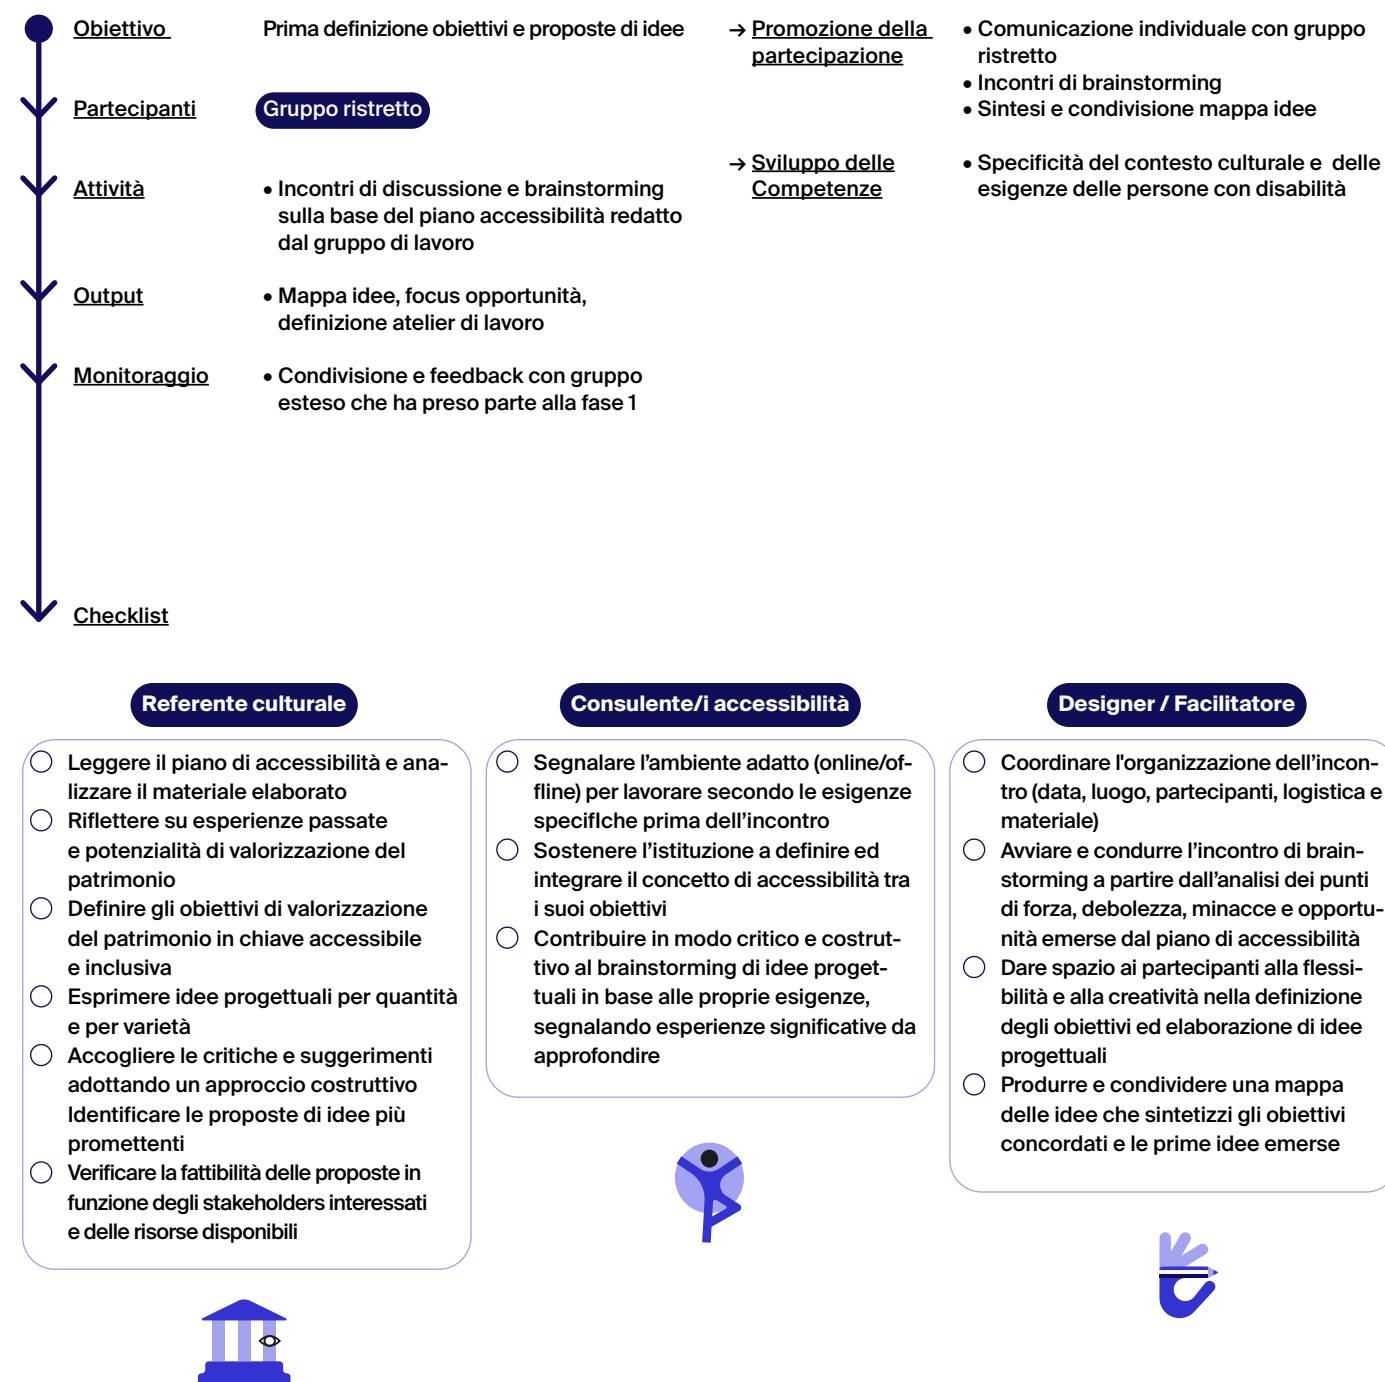 Obiettivo
Prima definizione obiettivi e proposte di idee
Partecipanti
Gruppo ristretto
Attività
• Incontri di discussione e brainstorming
sulla base del piano accessibilità redatto
dal gruppo di lavoro
Output
• Mappa idee, focus opportunità,
definizione atelier di lavoro
Monitoraggio
• Condivisione e feedback con gruppo
esteso che ha preso parte alla fase 1
→ Promozione della
partecipazione
• Comunicazione individuale con gruppo
ristretto
• Incontri di brainstorming
• Sintesi e condivisione mappa idee
→ Sviluppo delle
Competenze
• Specificità del contesto culturale e delle
esigenze delle persone con disabilità
Checklist
Referente culturale
Leggere il piano di accessibilità e ana-
lizzare il materiale elaborato
Riflettere su esperienze passate
e potenzialità di valorizzazione del
patrimonio
Definire gli obiettivi di valorizzazione
del patrimonio in chiave accessibile
e inclusiva
Esprimere idee progettuali per quantità
e per varietà
Accogliere le critiche e suggerimenti
adottando un approccio costruttivo
Identificare le proposte di idee più
promettenti
Verificare la fattibilità delle proposte in
funzione degli stakeholders interessati
e delle risorse disponibili
Consulente/i accessibilità
Segnalare l’ambiente adatto (online/of-
fline) per lavorare secondo le esigenze
specifIche prima dell’incontro
Sostenere l’istituzione a definire ed
integrare il concetto di accessibilità tra
i suoi obiettivi
Contribuire in modo critico e costrut-
tivo al brainstorming di idee proget-
tuali in base alle proprie esigenze,
segnalando esperienze significative da
approfondire
Designer / Facilitatore
Coordinare l'organizzazione dell’incon-
tro (data, luogo, partecipanti, logistica e
materiale)
Avviare e condurre l’incontro di brain-
storming a partire dall’analisi dei punti
di forza, debolezza, minacce e opportu-
nità emerse dal piano di accessibilità
Dare spazio ai partecipanti alla flessi-
bilità e alla creatività nella definizione
degli obiettivi ed elaborazione di idee
progettuali
Produrre e condividere una mappa
delle idee che sintetizzi gli obiettivi
concordati e le prime idee emerse